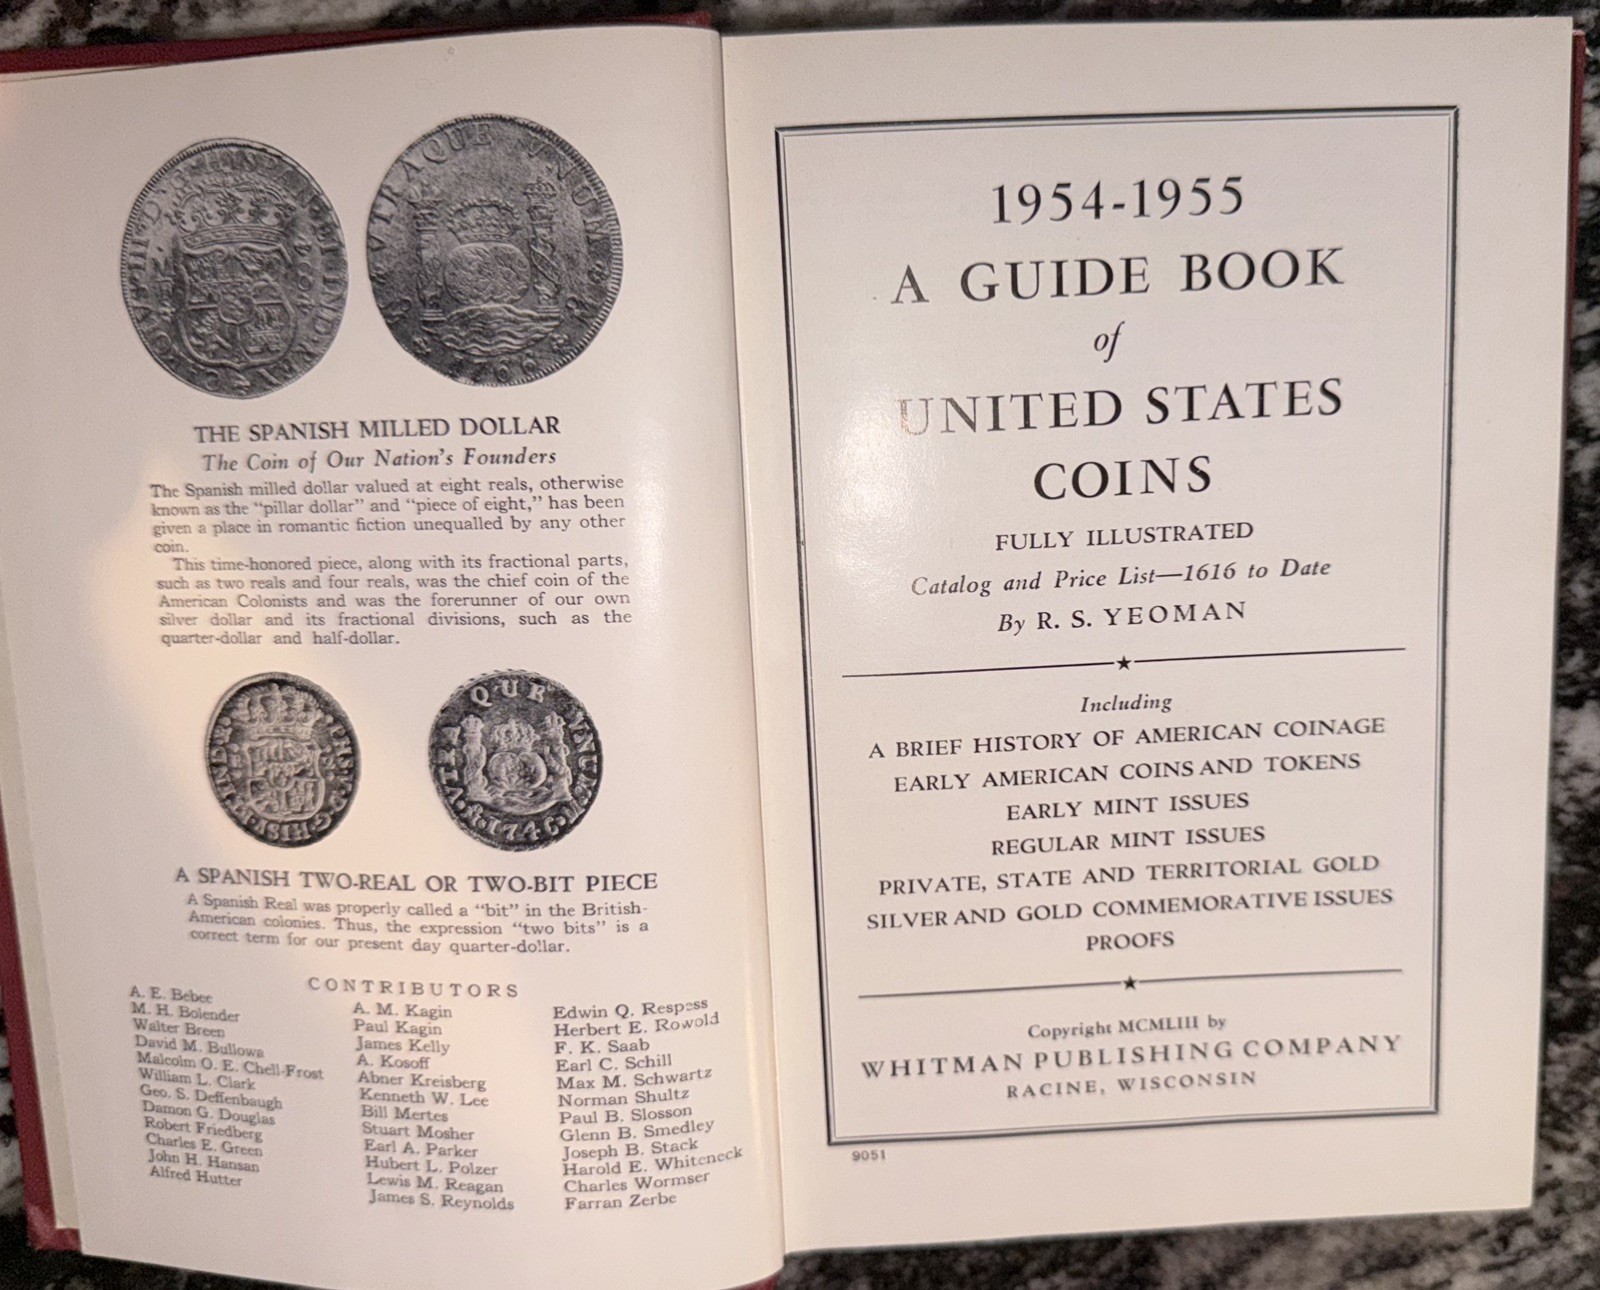 VTRAQUE VNUM
1766
THE SPANISH MILLED DOLLAR
The Coin of Our Nation's Founders
The Spanish milled dollar valued at eight reals, otherwise
known as the "pillar dollar" and "piece of eight," has been
given a place in romantic fiction unequalled by any other
coin.
This time-honored piece, along with its fractional parts,
such as two reals and four reals, was the chief coin of the
American Colonists and was the forerunner of our own
silver dollar and its fractional divisions, such as the
quarter-dollar and half-dollar.
QUE
A SPANISH TWO-REAL OR TWO-BIT PIECE
A Spanish Real was properly called a "bit" in the British-
American colonies. Thus, the expression "two bits" is a
correct term for our present day quarter-dollar.
CONTRIBUTORS
A. E. Bebee
M. H. Bolender
Walter Breen
David M. Bullowa
Malcolm O. E. Chell-Frost
William L. Clark
Geo. S. Deffenbaugh
Damon G. Douglas
Robert Friedberg
Charles E. Green
John H. Hansan
Alfred Hutter
A. M. Kagin
Paul Kagin
James Kelly
A. Kosoff
Abner Kreisberg
Kenneth W. Lee
Bill Mertes
Stuart Mosher
Earl A. Parker
Hubert L. Polzer
Lewis M. Reagan
James S. Reynolds
Edwin Q. Respess
Herbert E. Rowold
F. K. Saab
Earl C. Schill
Max M. Schwartz
Norman Shultz
Paul B. Slosson
Glenn B. Smedley
Joseph B. Stack
Harold E. Whiteneck
Charles Wormser
Farran Zerbe
1954-1955
A GUIDE BOOK
of
UNITED STATES
COINS
FULLY ILLUSTRATED
Catalog and Price List—1616 to Date
By R. S. YEOMAN
Including
A BRIEF HISTORY OF AMERICAN COINAGE
EARLY AMERICAN COINS AND TOKENS
EARLY MINT ISSUES
REGULAR MINT ISSUES
PRIVATE, STATE AND TERRITORIAL GOLD
SILVER AND GOLD COMMEMORATIVE ISSUES
PROOFS
Copyright MCMLIII by
WHITMAN PUBLISHING COMPANY
RACINE, WISCONSIN
9051